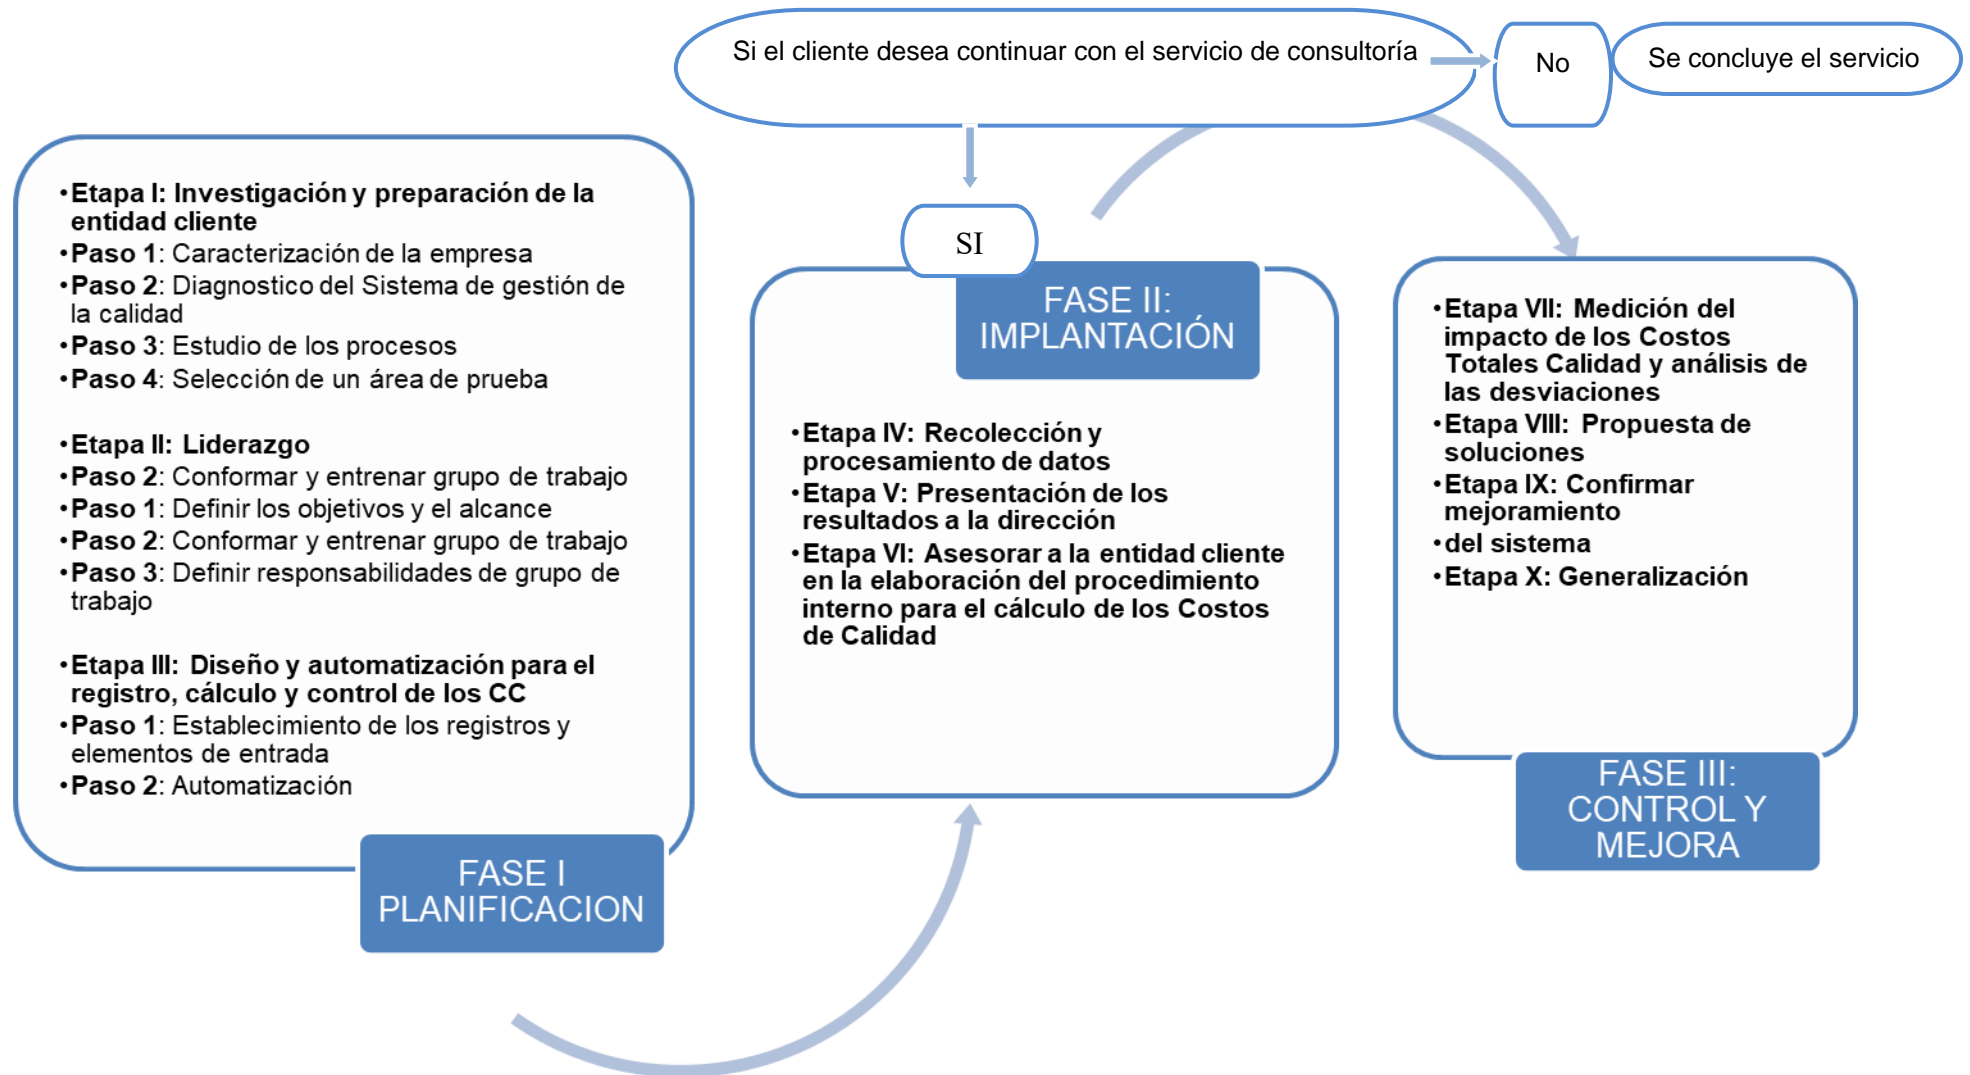 Si el cliente desea continuar con el servicio de consultoría
No
Se concluye el servicio
•Etapa I: Investigación y preparación de la
entidad cliente
•Paso 1: Caracterización de la empresa
•Paso 2: Diagnostico del Sistema de gestión de
la calidad
•Paso 3: Estudio de los procesos
•Paso 4: Selección de un área de prueba
•Etapa II: Liderazgo
•Paso 2: Conformar y entrenar grupo de trabajo
•Paso 1: Definir los objetivos y el alcance
•Paso 2: Conformar y entrenar grupo de trabajo
•Paso 3: Definir responsabilidades de grupo de
trabajo
•Etapa III: Diseño y automatización para el
registro, cálculo y control de los CC
•Paso 1: Establecimiento de los registros y
elementos de entrada
•Paso 2: Automatización
FASE I
PLANIFICACION
SI
FASE II:
IMPLANTACIÓN
•Etapa IV: Recolección y
procesamiento de datos
•Etapa V: Presentación de los
resultados a la dirección
•Etapa VI: Asesorar a la entidad cliente
en la elaboración del procedimiento
interno para el cálculo de los Costos
de Calidad
•Etapa VII: Medición del
impacto de los Costos
Totales Calidad y análisis de
las desviaciones
•Etapa VIII: Propuesta de
soluciones
•Etapa IX: Confirmar
mejoramiento
•del sistema
•Etapa X: Generalización
FASE III:
CONTROL Y
MEJORA